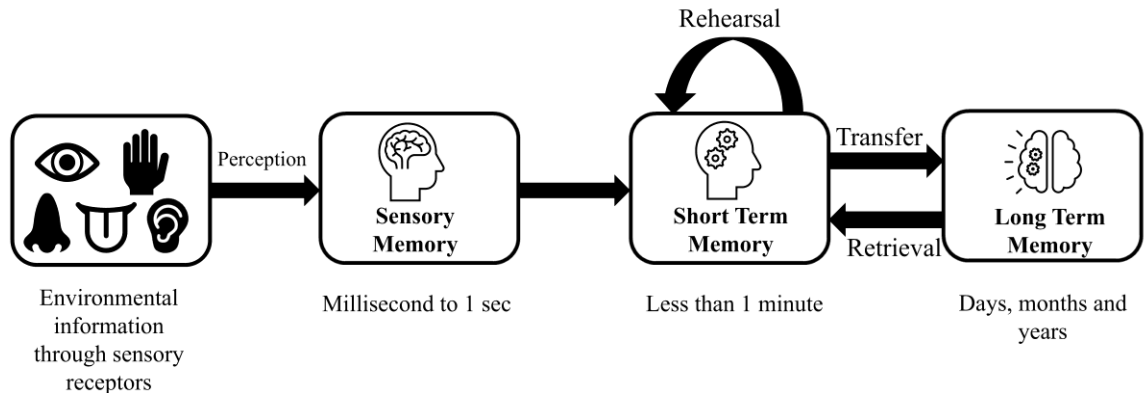 Rehearsal
Perception
Transfer
Sensory
Memory
Short Term
Memory
Long Term
Memory
Retrieval
Environmental
information
through sensory
receptors
Millisecond to 1 sec
Less than 1 minute
Days, months and
years